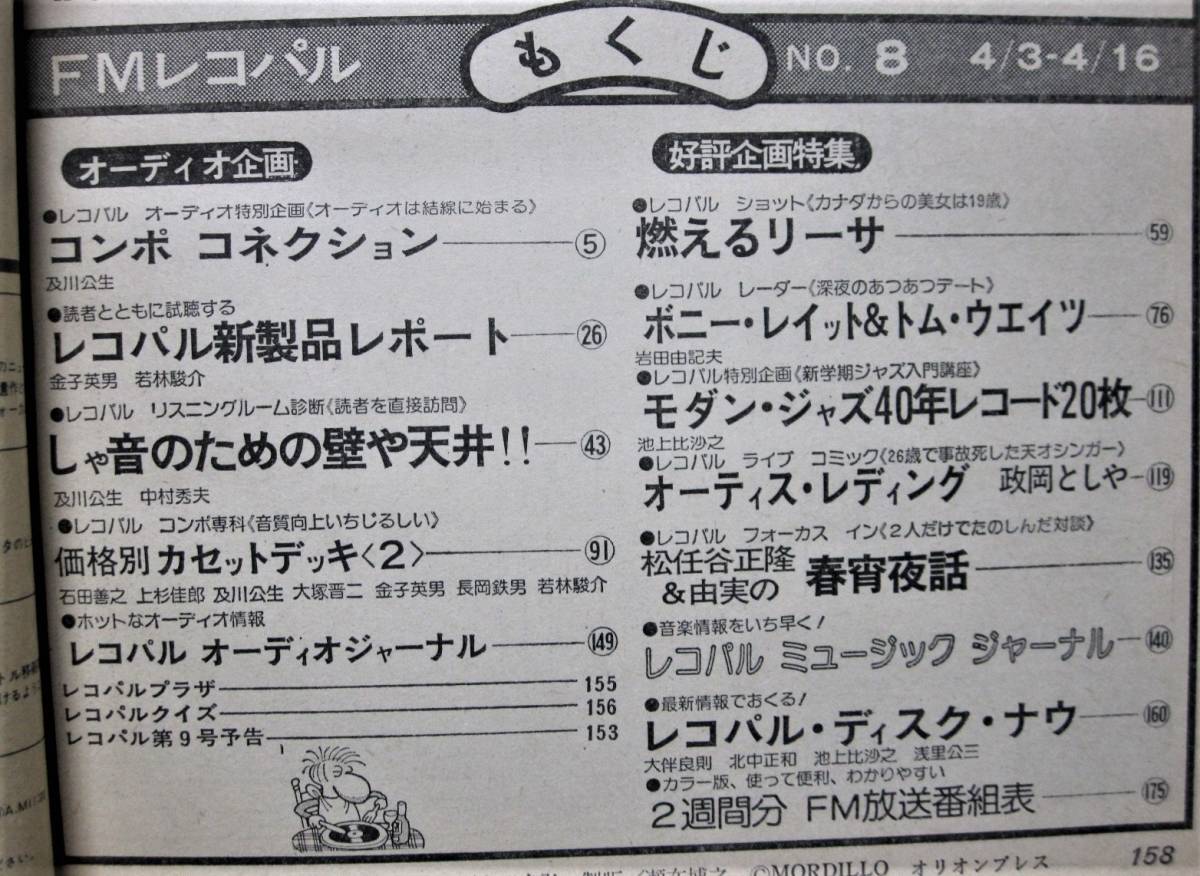 FMレコパル
もくじ
NO. 8 4/3-4/16
オーディオ企画
●レコパル オーディオ特別企画《オーディオは結線に始まる》
コンポ コネクション ⑤
及川公生
●読者とともに試聴する
レコパル新製品レポート ㉖
金子英男 若林駿介
●レコパル リスニングルーム診断《読者を直接訪問》
しゃ音のための壁や天井!! ㊸
及川公生 中村秀夫
●レコパル コンポ専科《音質向上いちじるしい》
価格別 カセットデッキ〈2〉 91
石田善之 上杉佳郎 及川公生 大塚晋二 金子英男 長岡鉄男 若林駿介
●ホットなオーディオ情報
レコパル オーディオジャーナル 149
レコパルプラザ 155
レコパルクイズ 156
レコパル第9号予告 153
好評企画特集
●レコパル ショット《カナダからの美女は19歳》
燃えるリーサ 59
●レコパル レーダー《深夜のあつあつデート》
ボニー・レイット&トム・ウエイツ 76
岩田由記夫
●レコパル特別企画《新学期ジャズ入門講座》
モダン・ジャズ40年レコード20枚 111
池上比沙之
●レコパル ライブ コミック《26歳で事故死した天才シンガー》
オーティス・レディング 政岡としや 119
●レコパル フォーカス イン《2人だけでたのしんだ対談》
松任谷正隆
&由実の 春宵夜話 135
●音楽情報をいち早く!
レコパル ミュージック ジャーナル 140
●最新情報でおくる!
レコパル・ディスク・ナウ 160
大伴良則 北中正和 池上比沙之 浅里公三
●カラー版、使って便利、わかりやすい
2週間分 FM放送番組表 175
©MORDILLO オリオンプレス
158